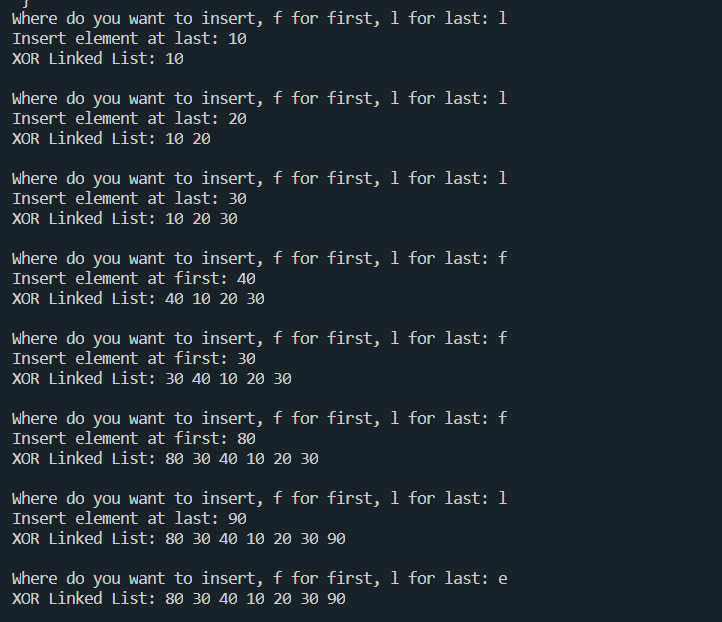 }
Where do you want to insert, f for first, l for last: l
Insert element at last: 10
XOR Linked List: 10
Where do you want to insert, f for first, l for last: l
Insert element at last: 20
XOR Linked List: 10 20
Where do you want to insert, f for first, l for last: l
Insert element at last: 30
XOR Linked List: 10 20 30
Where do you want to insert, f for first, l for last: f
Insert element at first: 40
XOR Linked List: 40 10 20 30
Where do you want to insert, f for first, l for last: f
Insert element at first: 30
XOR Linked List: 30 40 10 20 30
Where do you want to insert, f for first, l for last: f
Insert element at first: 80
XOR Linked List: 80 30 40 10 20 30
Where do you want to insert, f for first, l for last: l
Insert element at last: 90
XOR Linked List: 80 30 40 10 20 30 90
Where do you want to insert, f for first, l for last: e
XOR Linked List: 80 30 40 10 20 30 90